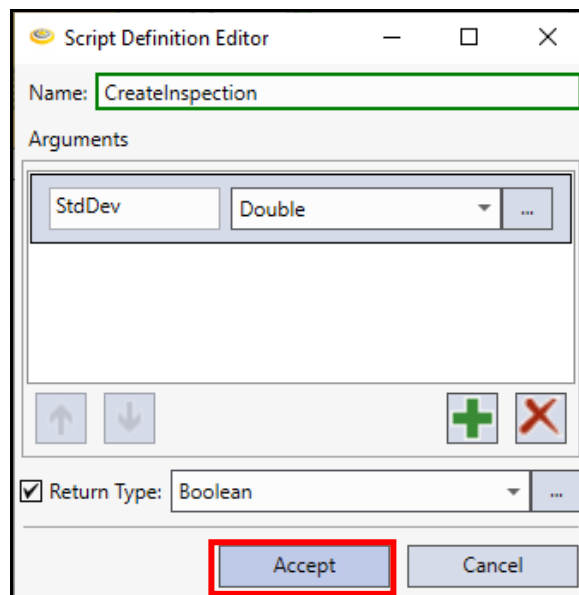 Script Definition Editor
Name: CreateInspection
Arguments
StdDev Double ...
Return Type: Boolean ...
Accept Cancel